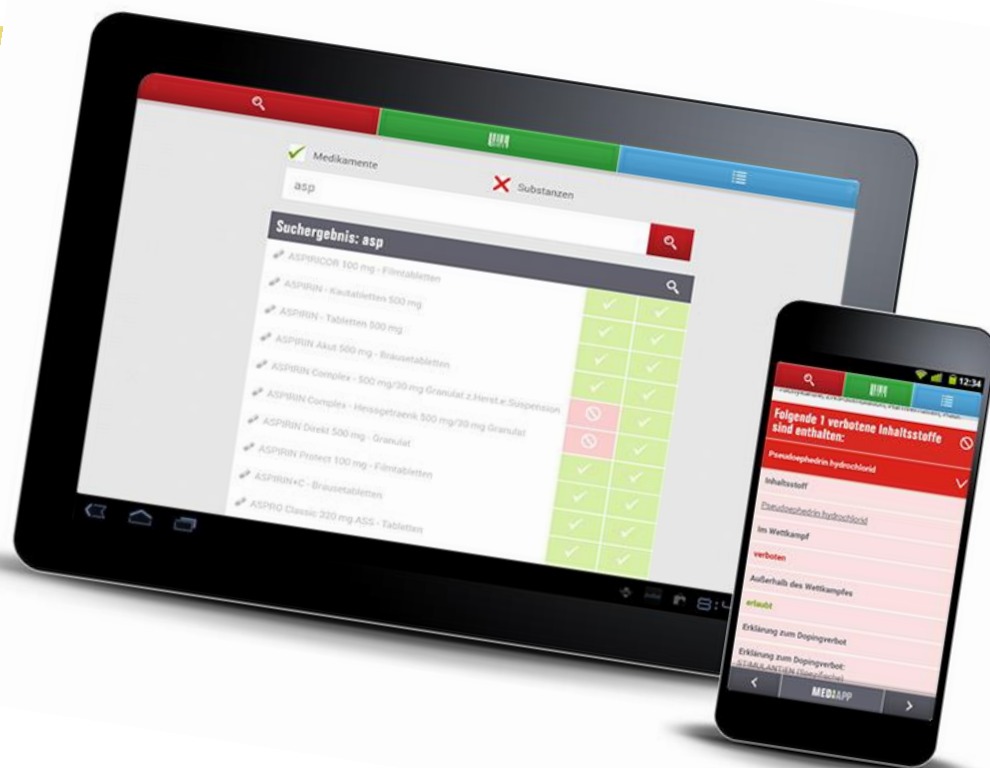 Medikamente
Substanzen
asp
Suchergebnis: asp
ASPIRICOR 100 mg - Filmtabletten
ASPIRIN - Kautabletten 500 mg
ASPIRIN - Tabletten 500 mg
ASPIRIN Akut 500 mg - Brausetabletten
ASPIRIN Complex - 500 mg/30 mg Granulat z.Herst.e.Suspension
ASPIRIN Complex - Heissgetraenk 500 mg/30 mg Granulat
ASPIRIN Direkt 500 mg - Granulat
ASPIRIN Protect 100 mg - Filmtabletten
ASPIRIN+C - Brausetabletten
ASPRO Classic 320 mg ASS - Tabletten
12:34
Folgende 1 verbotene Inhaltsstoffe
sind enthalten:
Pseudoephedrin hydrochlorid
Inhaltsstoff
Pseudoephedrin hydrochlorid
Im Wettkampf
verboten
Außerhalb des Wettkampfes
erlaubt
Erklärung zum Dopingverbot
Erklärung zum Dopingverbot:
STIMULANTIEN (Spezifische)
MEDIAPP